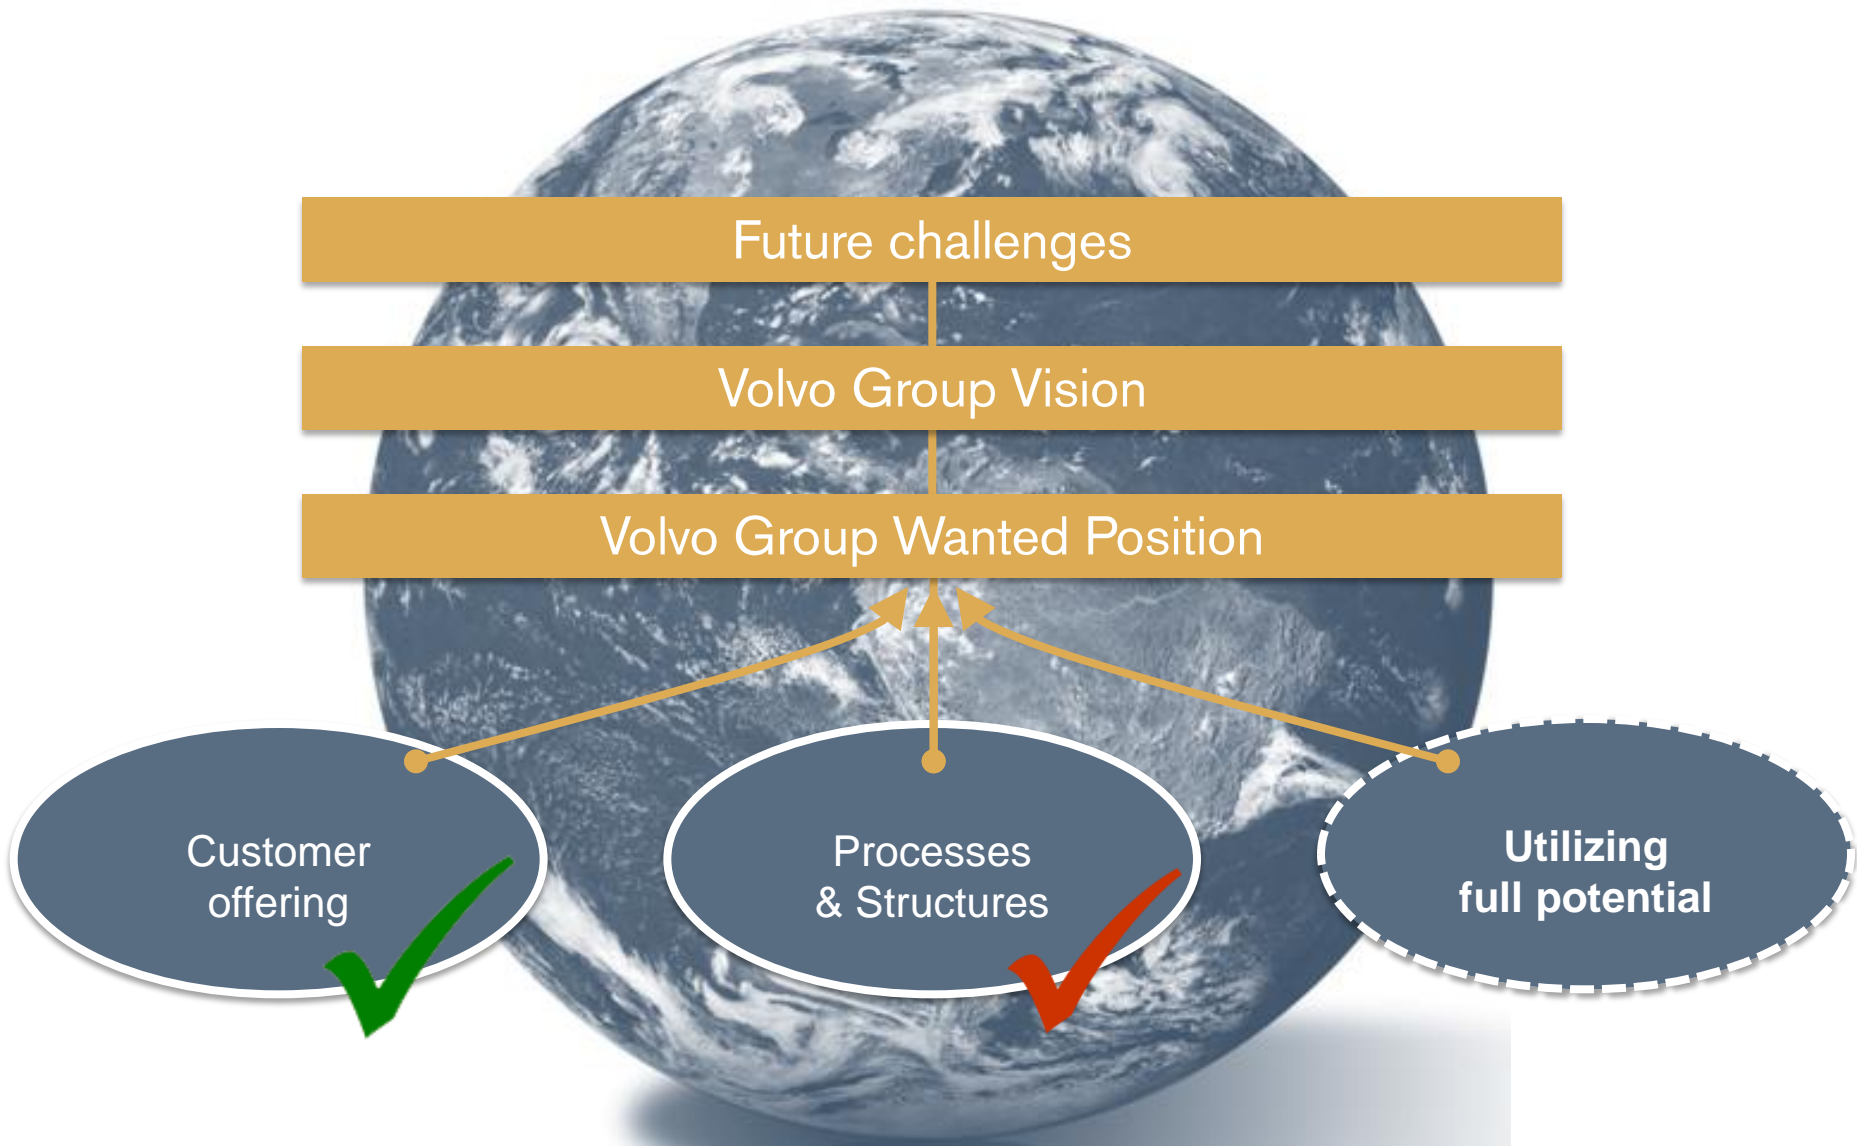 Future challenges
Volvo Group Vision
Volvo Group Wanted Position
Customer
offering
Processes
& Structures
Utilizing
full potential